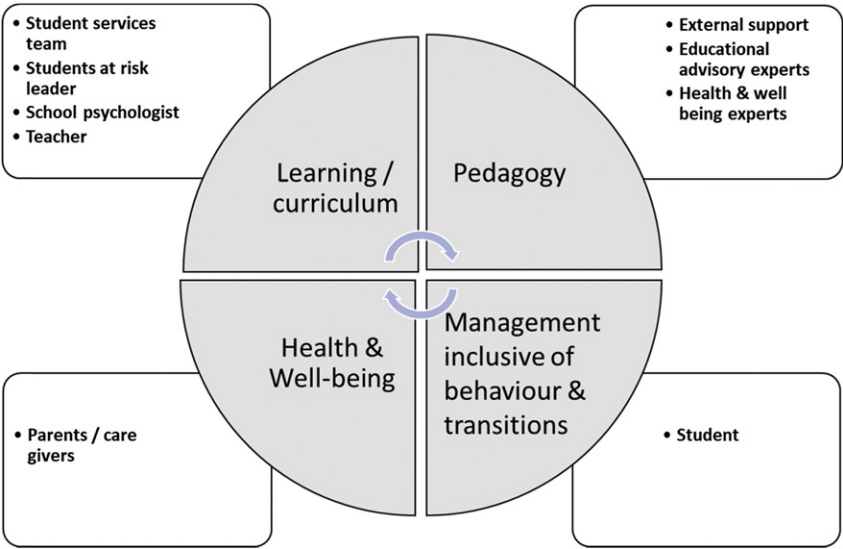 • Student services
team
• Students at risk
leader
• School psychologist
• Teacher
• External support
• Educational
advisory experts
• Health & well
being experts
Learning /
curriculum
Pedagogy
Health &
Well-being
Management
inclusive of
behaviour &
transitions
• Parents / care
givers
• Student